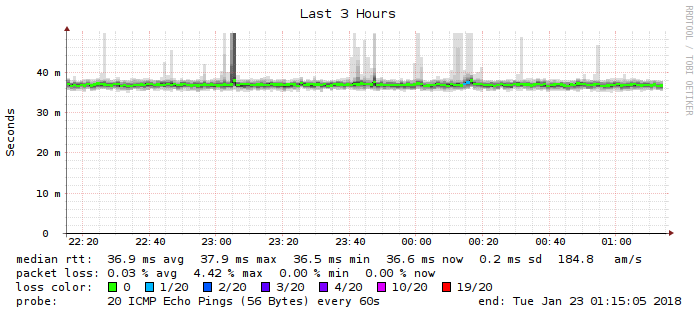 Last 3 Hours
RRDTOOL / TOBI OETIKER
Seconds
40 m
30 m
20 m
10 m
0
22:20 22:40 23:00 23:20 23:40 00:00 00:20 00:40 01:00
median rtt: 36.9 ms avg 37.9 ms max 36.5 ms min 36.6 ms now 0.2 ms sd 184.8 am/s
packet loss: 0.03 % avg 4.42 % max 0.00 % min 0.00 % now
loss color: 0 1/20 2/20 3/20 4/20 10/20 19/20
probe: 20 ICMP Echo Pings (56 Bytes) every 60s end: Tue Jan 23 01:15:05 2018